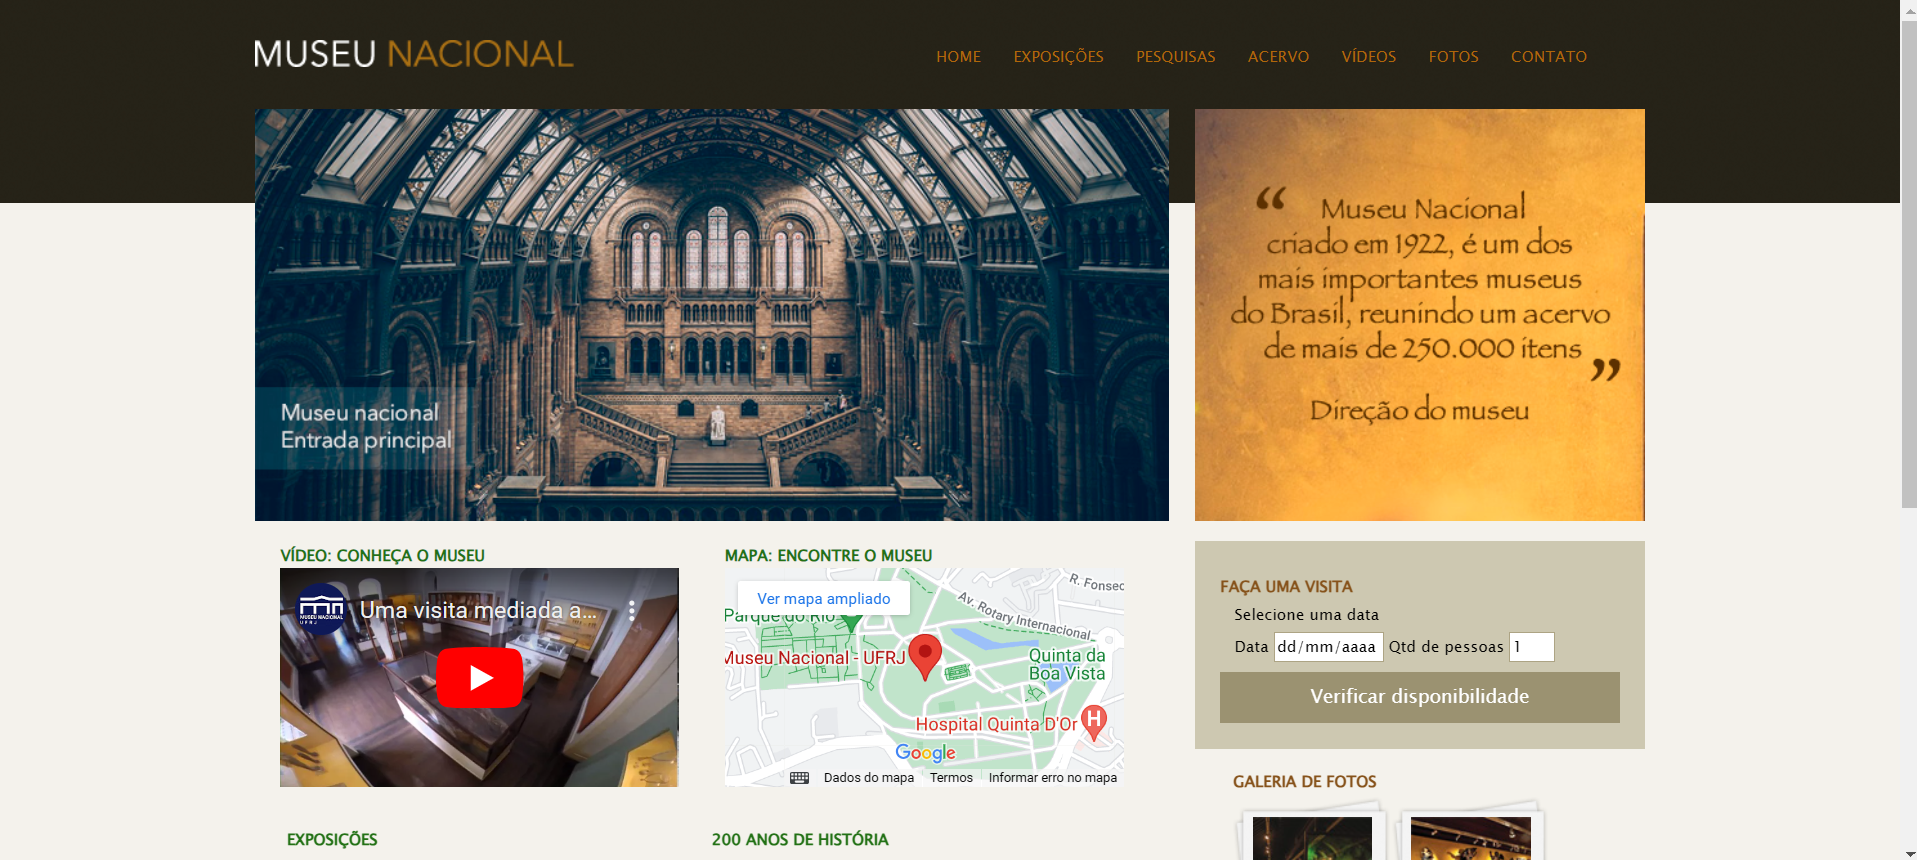 MUSEU NACIONAL
HOME EXPOSIÇÕES PESQUISAS ACERVO VÍDEOS FOTOS CONTATO
Museu nacional
Entrada principal
“ Museu Nacional
criado em 1922, é um dos
mais importantes museus
do Brasil, reunindo um acervo
de mais de 250.000 itens ”
Direção do museu
VÍDEO: CONHEÇA O MUSEU
MUSEU NACIONAL
UFRJ
Uma visita mediada a...
MAPA: ENCONTRE O MUSEU
Ver mapa ampliado
R. Fonsec
Av. Rotary Internacional
Parque do Rio
Museu Nacional - UFRJ
Quinta da
Boa Vista
Hospital Quinta D'Or
H
Google
Dados do mapa Termos Informar erro no mapa
FAÇA UMA VISITA
Selecione uma data
Data dd/mm/aaaa Qtd de pessoas 1
Verificar disponibilidade
GALERIA DE FOTOS
EXPOSIÇÕES
200 ANOS DE HISTÓRIA